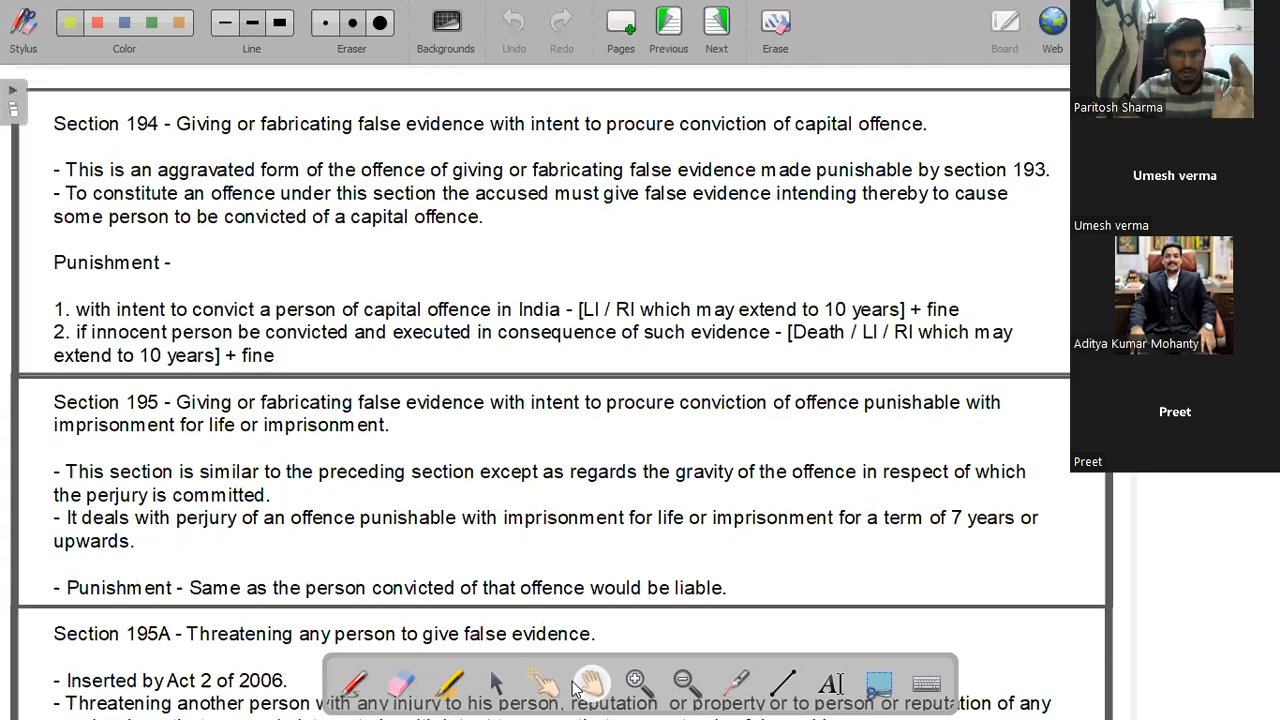 Stylus
Color
Line
Eraser
Backgrounds
Undo
Redo
Pages
Previous
Next
Erase
Board
Web
Section 194 - Giving or fabricating false evidence with intent to procure conviction of capital offence.
- This is an aggravated form of the offence of giving or fabricating false evidence made punishable by section 193.
- To constitute an offence under this section the accused must give false evidence intending thereby to cause
some person to be convicted of a capital offence.
Punishment -
1. with intent to convict a person of capital offence in India - [LI / RI which may extend to 10 years] + fine
2. if innocent person be convicted and executed in consequence of such evidence - [Death / LI / RI which may
extend to 10 years] + fine
Section 195 - Giving or fabricating false evidence with intent to procure conviction of offence punishable with
imprisonment for life or imprisonment.
- This section is similar to the preceding section except as regards the gravity of the offence in respect of which
the perjury is committed.
- It deals with perjury of an offence punishable with imprisonment for life or imprisonment for a term of 7 years or
upwards.
- Punishment - Same as the person convicted of that offence would be liable.
Section 195A - Threatening any person to give false evidence.
- Inserted by Act 2 of 2006.
- Threatening another person with any injury to his person, reputation or property or to person or reputation of any
AI
Paritosh Sharma
Umesh verma
Umesh verma
Aditya Kumar Mohanty
Preet
Preet